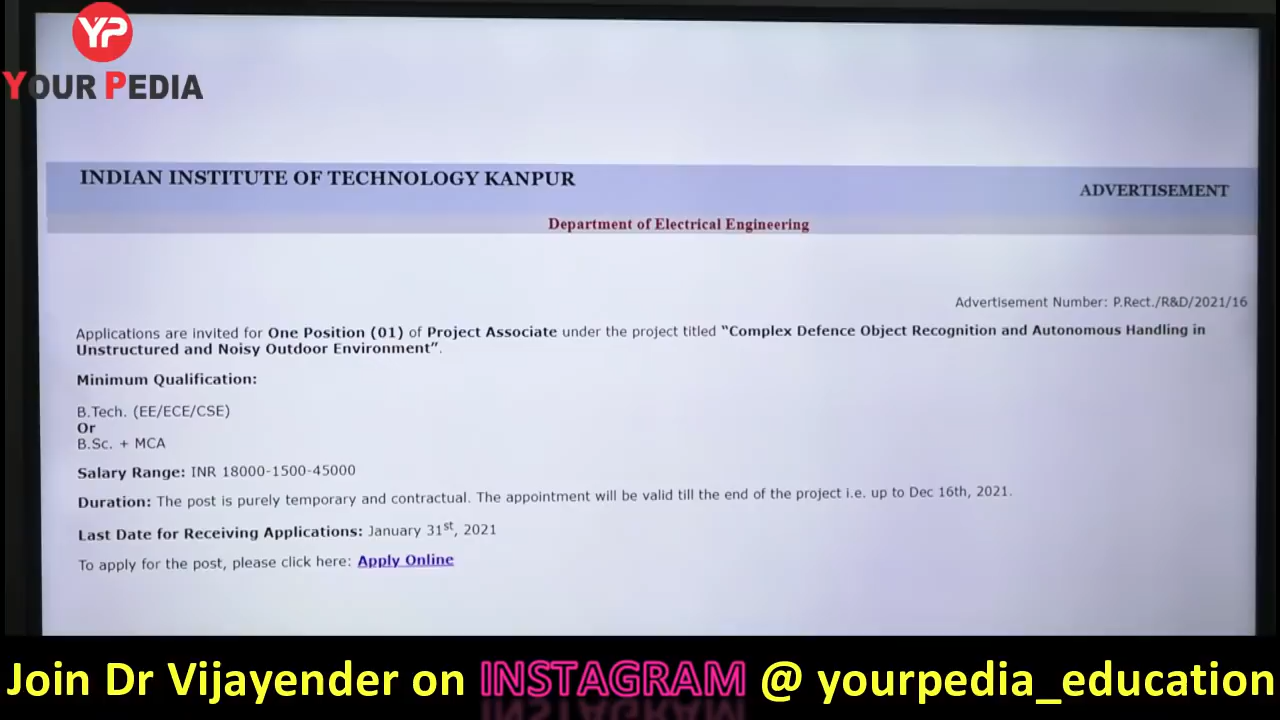 YP
YOUR PEDIA
INDIAN INSTITUTE OF TECHNOLOGY KANPUR
ADVERTISEMENT
Department of Electrical Engineering
Advertisement Number: P.Rect./R&D/2021/16
Applications are invited for One Position (01) of Project Associate under the project titled “Complex Defence Object Recognition and Autonomous Handling in
Unstructured and Noisy Outdoor Environment”.
Minimum Qualification:
B.Tech. (EE/ECE/CSE)
Or
B.Sc. + MCA
Salary Range: INR 18000-1500-45000
Duration: The post is purely temporary and contractual. The appointment will be valid till the end of the project i.e. up to Dec 16th, 2021.
Last Date for Receiving Applications: January 31st, 2021
To apply for the post, please click here: Apply Online
Join Dr Vijayender on INSTAGRAM @ yourpedia_education